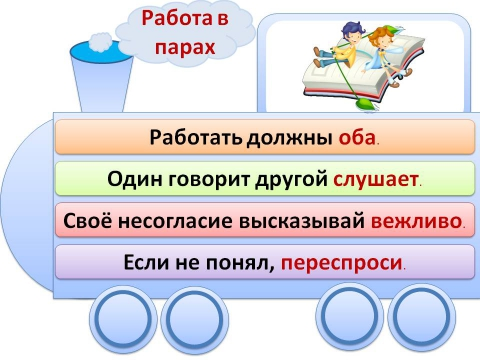 Работа в
парах
Работать должны оба.
Один говорит другой слушает.
Своё несогласие высказывай вежливо.
Если не понял, переспроси.